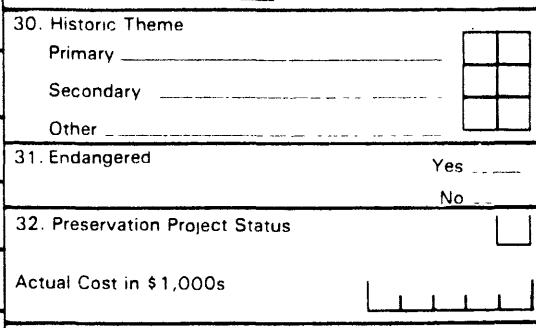 30. Historic Theme
Primary
Secondary
Other
31. Endangered
Yes
No
32. Preservation Project Status
Actual Cost in $1,000s